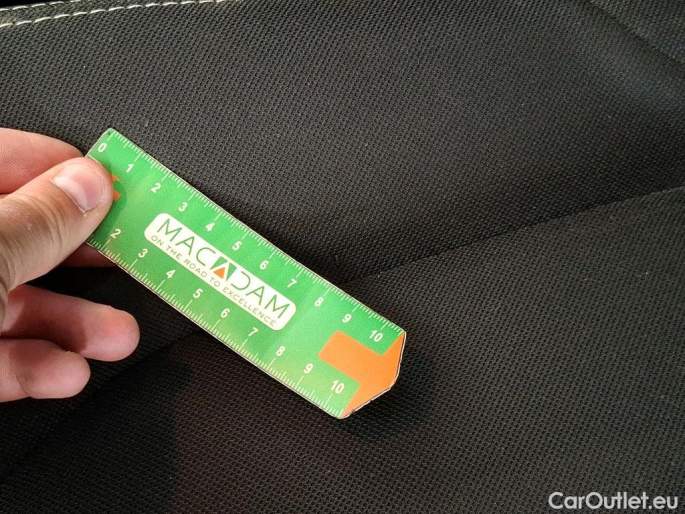 0 1 2 3 4 5 6 7 8 9 10
MACADAM
ON THE ROAD TO EXCELLENCE
2 3 4 5 6 7 8 9 10
CarOutlet.eu